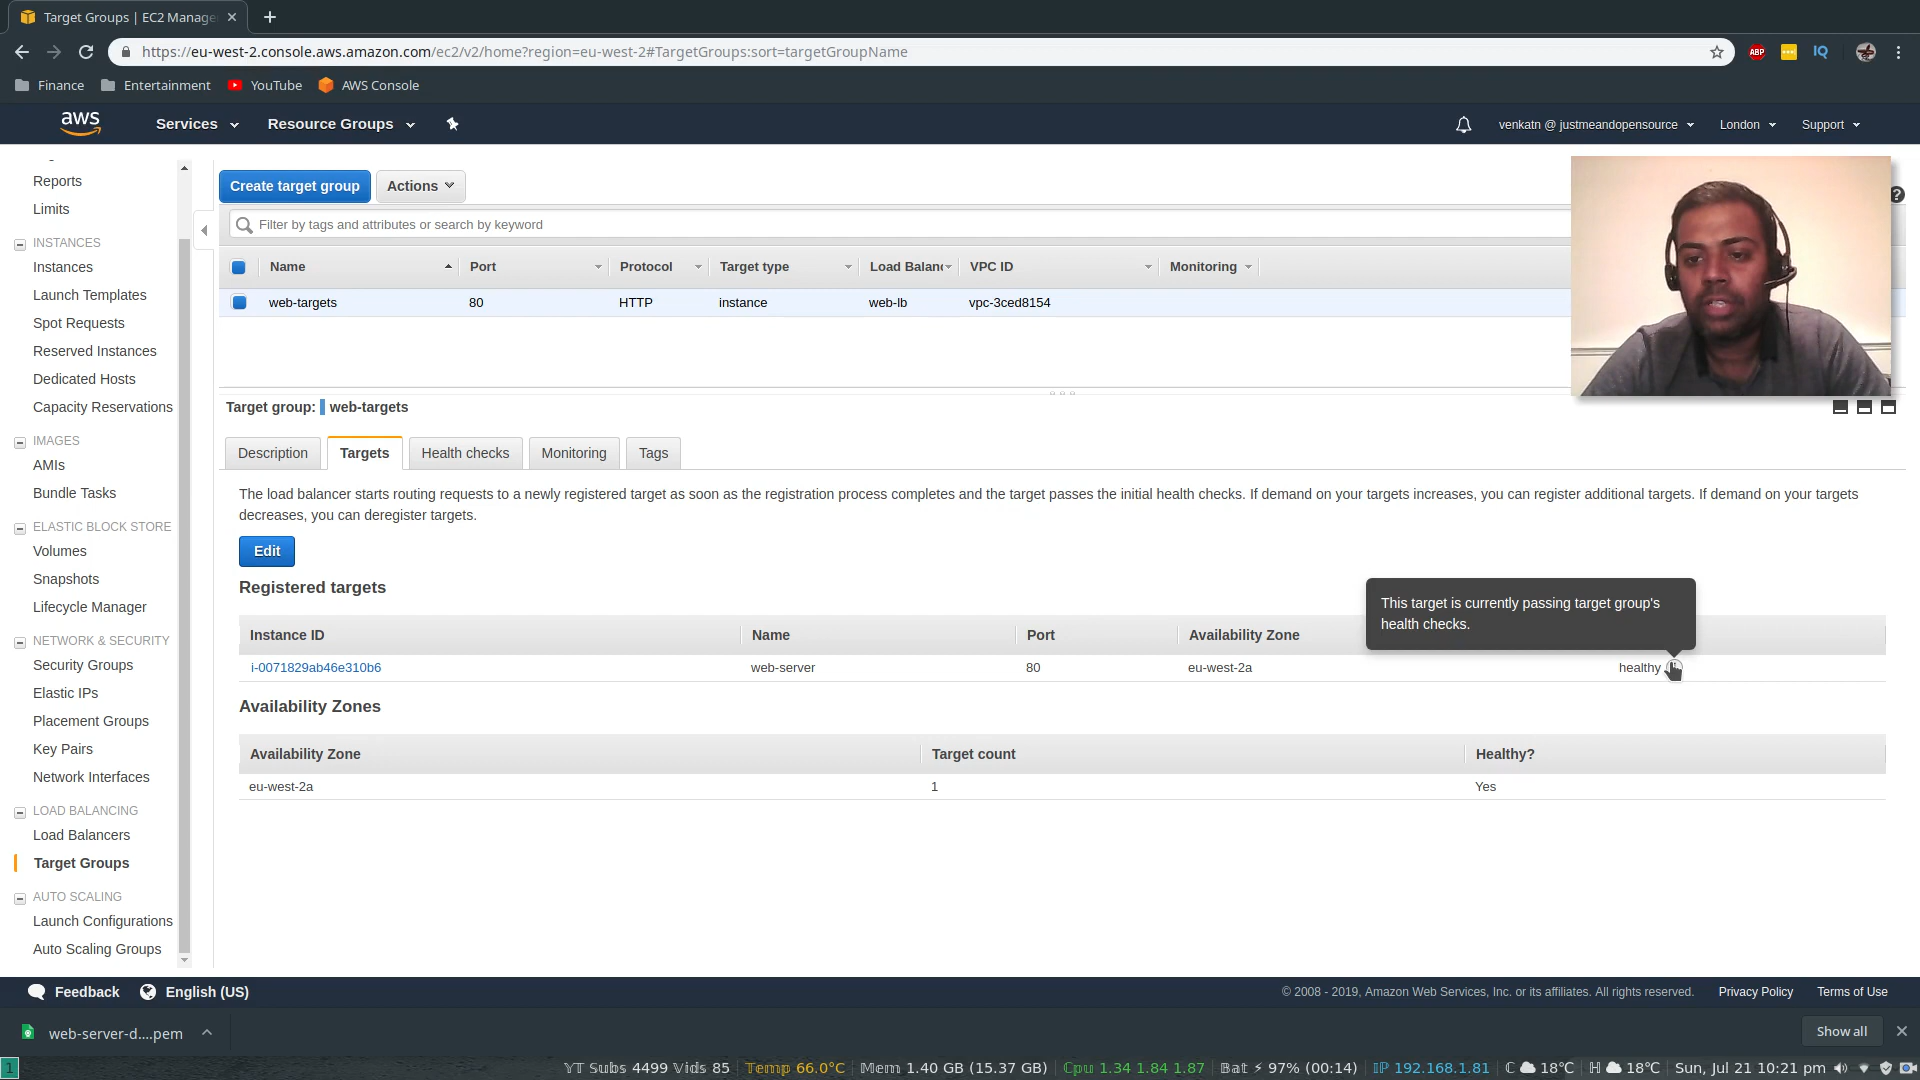 Target Groups | EC2 Manage
https://eu-west-2.console.aws.amazon.com/ec2/v2/home?region=eu-west-2#TargetGroups:sort=targetGroupName
ABP
IQ
Finance
Entertainment
YouTube
AWS Console
aws
Services
Resource Groups
venkatn @ justmeandopensource
London
Support
Reports
Limits
INSTANCES
Instances
Launch Templates
Spot Requests
Reserved Instances
Dedicated Hosts
Capacity Reservations
IMAGES
AMIs
Bundle Tasks
ELASTIC BLOCK STORE
Volumes
Snapshots
Lifecycle Manager
NETWORK & SECURITY
Security Groups
Elastic IPs
Placement Groups
Key Pairs
Network Interfaces
LOAD BALANCING
Load Balancers
Target Groups
AUTO SCALING
Launch Configurations
Auto Scaling Groups
Create target group
Actions
Filter by tags and attributes or search by keyword
Name Port Protocol Target type Load Balanc VPC ID Monitoring
web-targets 80 HTTP instance web-lb vpc-3ced8154
Target group: web-targets
Description Targets Health checks Monitoring Tags
The load balancer starts routing requests to a newly registered target as soon as the registration process completes and the target passes the initial health checks. If demand on your targets increases, you can register additional targets. If demand on your targets
decreases, you can deregister targets.
Edit
Registered targets
This target is currently passing target group's
health checks.
Instance ID Name Port Availability Zone
i-0071829ab46e310b6 web-server 80 eu-west-2a healthy
Availability Zones
Availability Zone Target count Healthy?
eu-west-2a 1 Yes
Feedback English (US)
© 2008 - 2019, Amazon Web Services, Inc. or its affiliates. All rights reserved. Privacy Policy Terms of Use
web-server-d....pem
Show all
1
YT Subs 4499 Vids 85 Temp 66.0°C Mem 1.40 GB (15.37 GB) Cpu 1.34 1.84 1.87 Bat ⚡ 97% (00:14) IP 192.168.1.81 C 18°C H 18°C Sun, Jul 21 10:21 pm